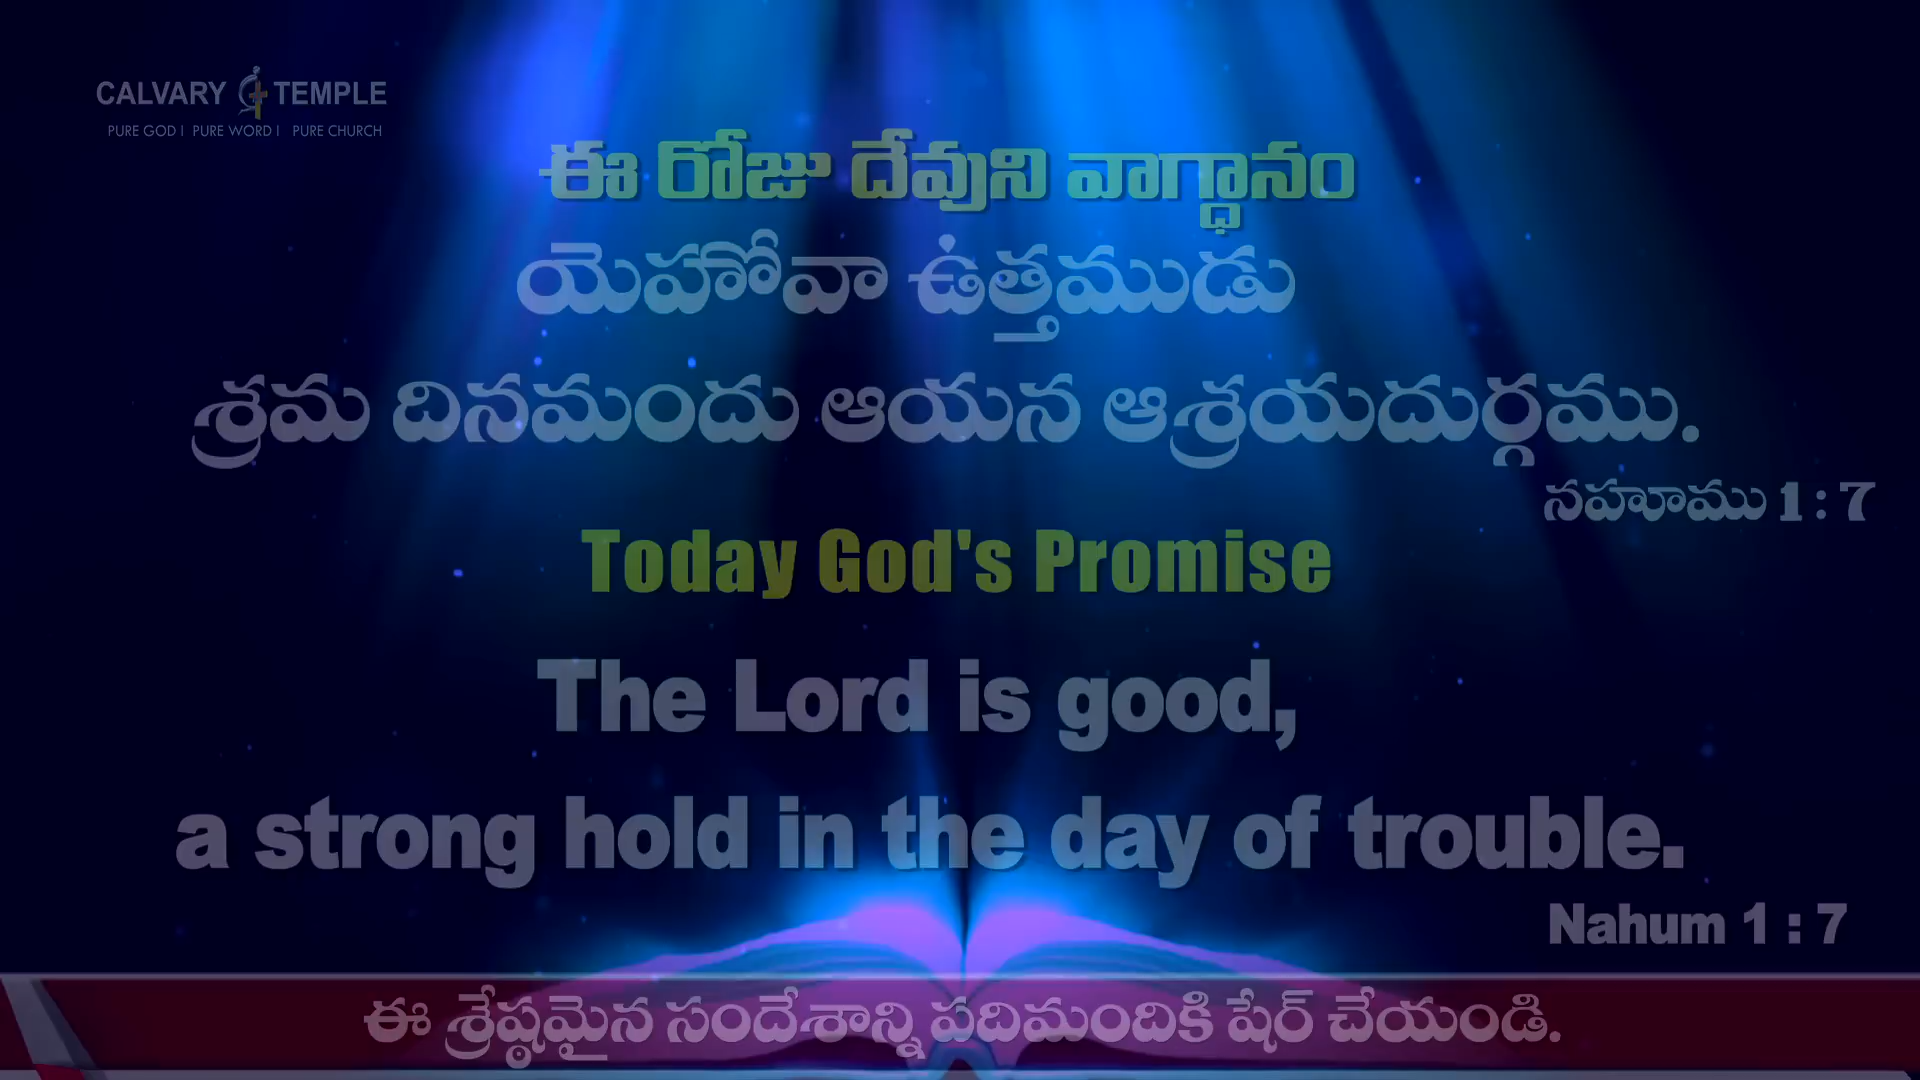 CALVARY TEMPLE
PURE GOD I PURE WORD I PURE CHURCH
ఈ రోజు దేవుని వాగ్ధానం
యెహోవా ఉత్తముడు
శ్రమ దినమందు ఆయన ఆశ్రయదుర్గము.
నహూము 1 : 7
Today God's Promise
The Lord is good,
a strong hold in the day of trouble.
Nahum 1 : 7
ఈ శ్రేష్ఠమైన సందేశాన్ని పదిమందికి షేర్ చేయండి.